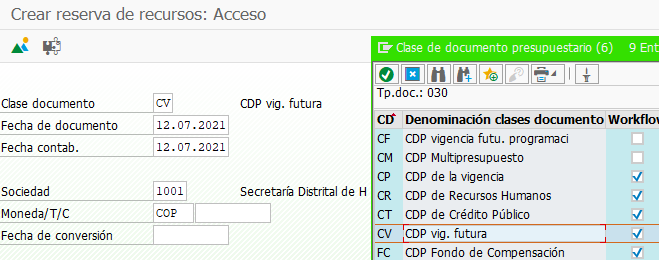 Crear reserva de recursos: Acceso
Clase documento CV CDP vig. futura
Fecha de documento 12.07.2021
Fecha contab. 12.07.2021
Sociedad 1001 Secretaría Distrital de H
Moneda/T/C COP
Fecha de conversión
Clase de documento presupuestario (6) 9 Ent
Tp.doc.: 030
CD Denominación clases documento Workflow
CF CDP vigencia futu. programaci
CM CDP Multipresupuesto
CP CDP de la vigencia
CR CDP de Recursos Humanos
CT CDP de Crédito Público
CV CDP vig. futura
FC CDP Fondo de Compensación